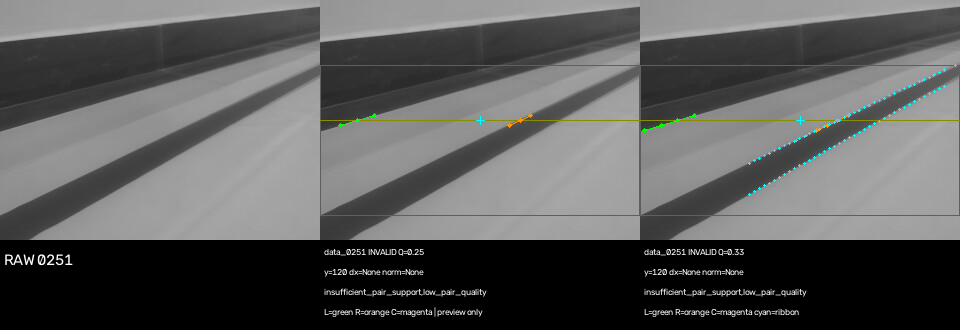 RAW 0251
data_0251 INVALID Q=0.25
y=120 dx=None norm=None
insufficient_pair_support,low_pair_quality
L=green R=orange C=magenta | preview only
data_0251 INVALID Q=0.33
y=120 dx=None norm=None
insufficient_pair_support,low_pair_quality
L=green R=orange C=magenta cyan=ribbon